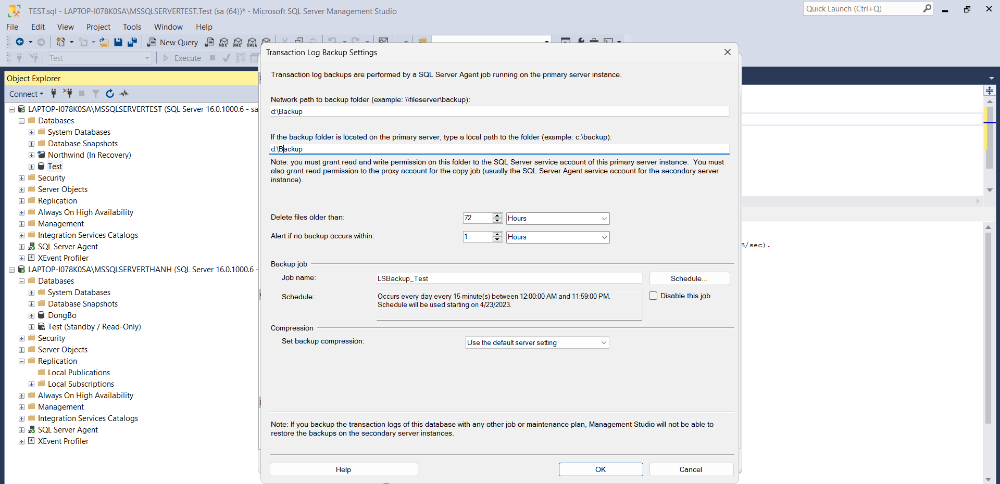 TEST.sql - LAPTOP-I078K0SA\MSSQLSERVERTEST.Test (sa (64))* - Microsoft SQL Server Management Studio
Quick Launch (Ctrl+Q)
File Edit View Project Tools Window Help
New Query
MDX DMX XMLA
Test
Execute
Object Explorer
Connect
LAPTOP-I078K0SA\MSSQLSERVERTEST (SQL Server 16.0.1000.6 - sa
Databases
System Databases
Database Snapshots
Northwind (In Recovery)
Test
Security
Server Objects
Replication
Always On High Availability
Management
Integration Services Catalogs
SQL Server Agent
XEvent Profiler
LAPTOP-I078K0SA\MSSQLSERVERTHANH (SQL Server 16.0.1000.6 -
Databases
System Databases
Database Snapshots
DongBo
Test (Standby / Read-Only)
Security
Server Objects
Replication
Local Publications
Local Subscriptions
Always On High Availability
Management
Integration Services Catalogs
SQL Server Agent
XEvent Profiler
Transaction Log Backup Settings
Transaction log backups are performed by a SQL Server Agent job running on the primary server instance.
Network path to backup folder (example: \\fileserver\backup):
d:\Backup
If the backup folder is located on the primary server, type a local path to the folder (example: c:\backup):
d:\Backup
Note: you must grant read and write permission on this folder to the SQL Server service account of this primary server instance. You must
also grant read permission to the proxy account for the copy job (usually the SQL Server Agent service account for the secondary server
instance).
Delete files older than: 72 Hours
Alert if no backup occurs within: 1 Hours
Backup job
Job name: LSBackup_Test Schedule...
Schedule: Occurs every day every 15 minute(s) between 12:00:00 AM and 11:59:00 PM.
Schedule will be used starting on 4/23/2023.
Disable this job
Compression
Set backup compression: Use the default server setting
Note: If you backup the transaction logs of this database with any other job or maintenance plan, Management Studio will not be able to
restore the backups on the secondary server instances.
Help OK Cancel
B/sec).